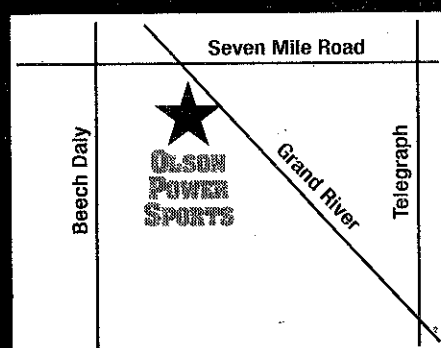 Seven Mile Road
Beech Daly
OLSON
POWER
SPORTS
Grand River
Telegraph